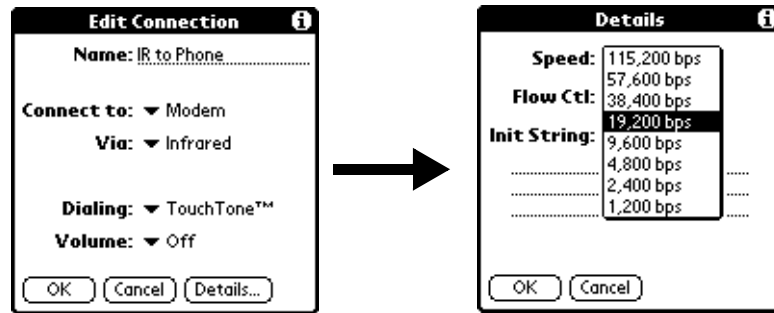 Edit Connection
Name: IR to Phone
Connect to: Modem
Via: Infrared
Dialing: TouchTone™
Volume: Off
OK Cancel Details...
Details
Speed: 115,200 bps
57,600 bps
Flow Ctl: 38,400 bps
19,200 bps
Init String: 9,600 bps
4,800 bps
2,400 bps
1,200 bps
OK Cancel